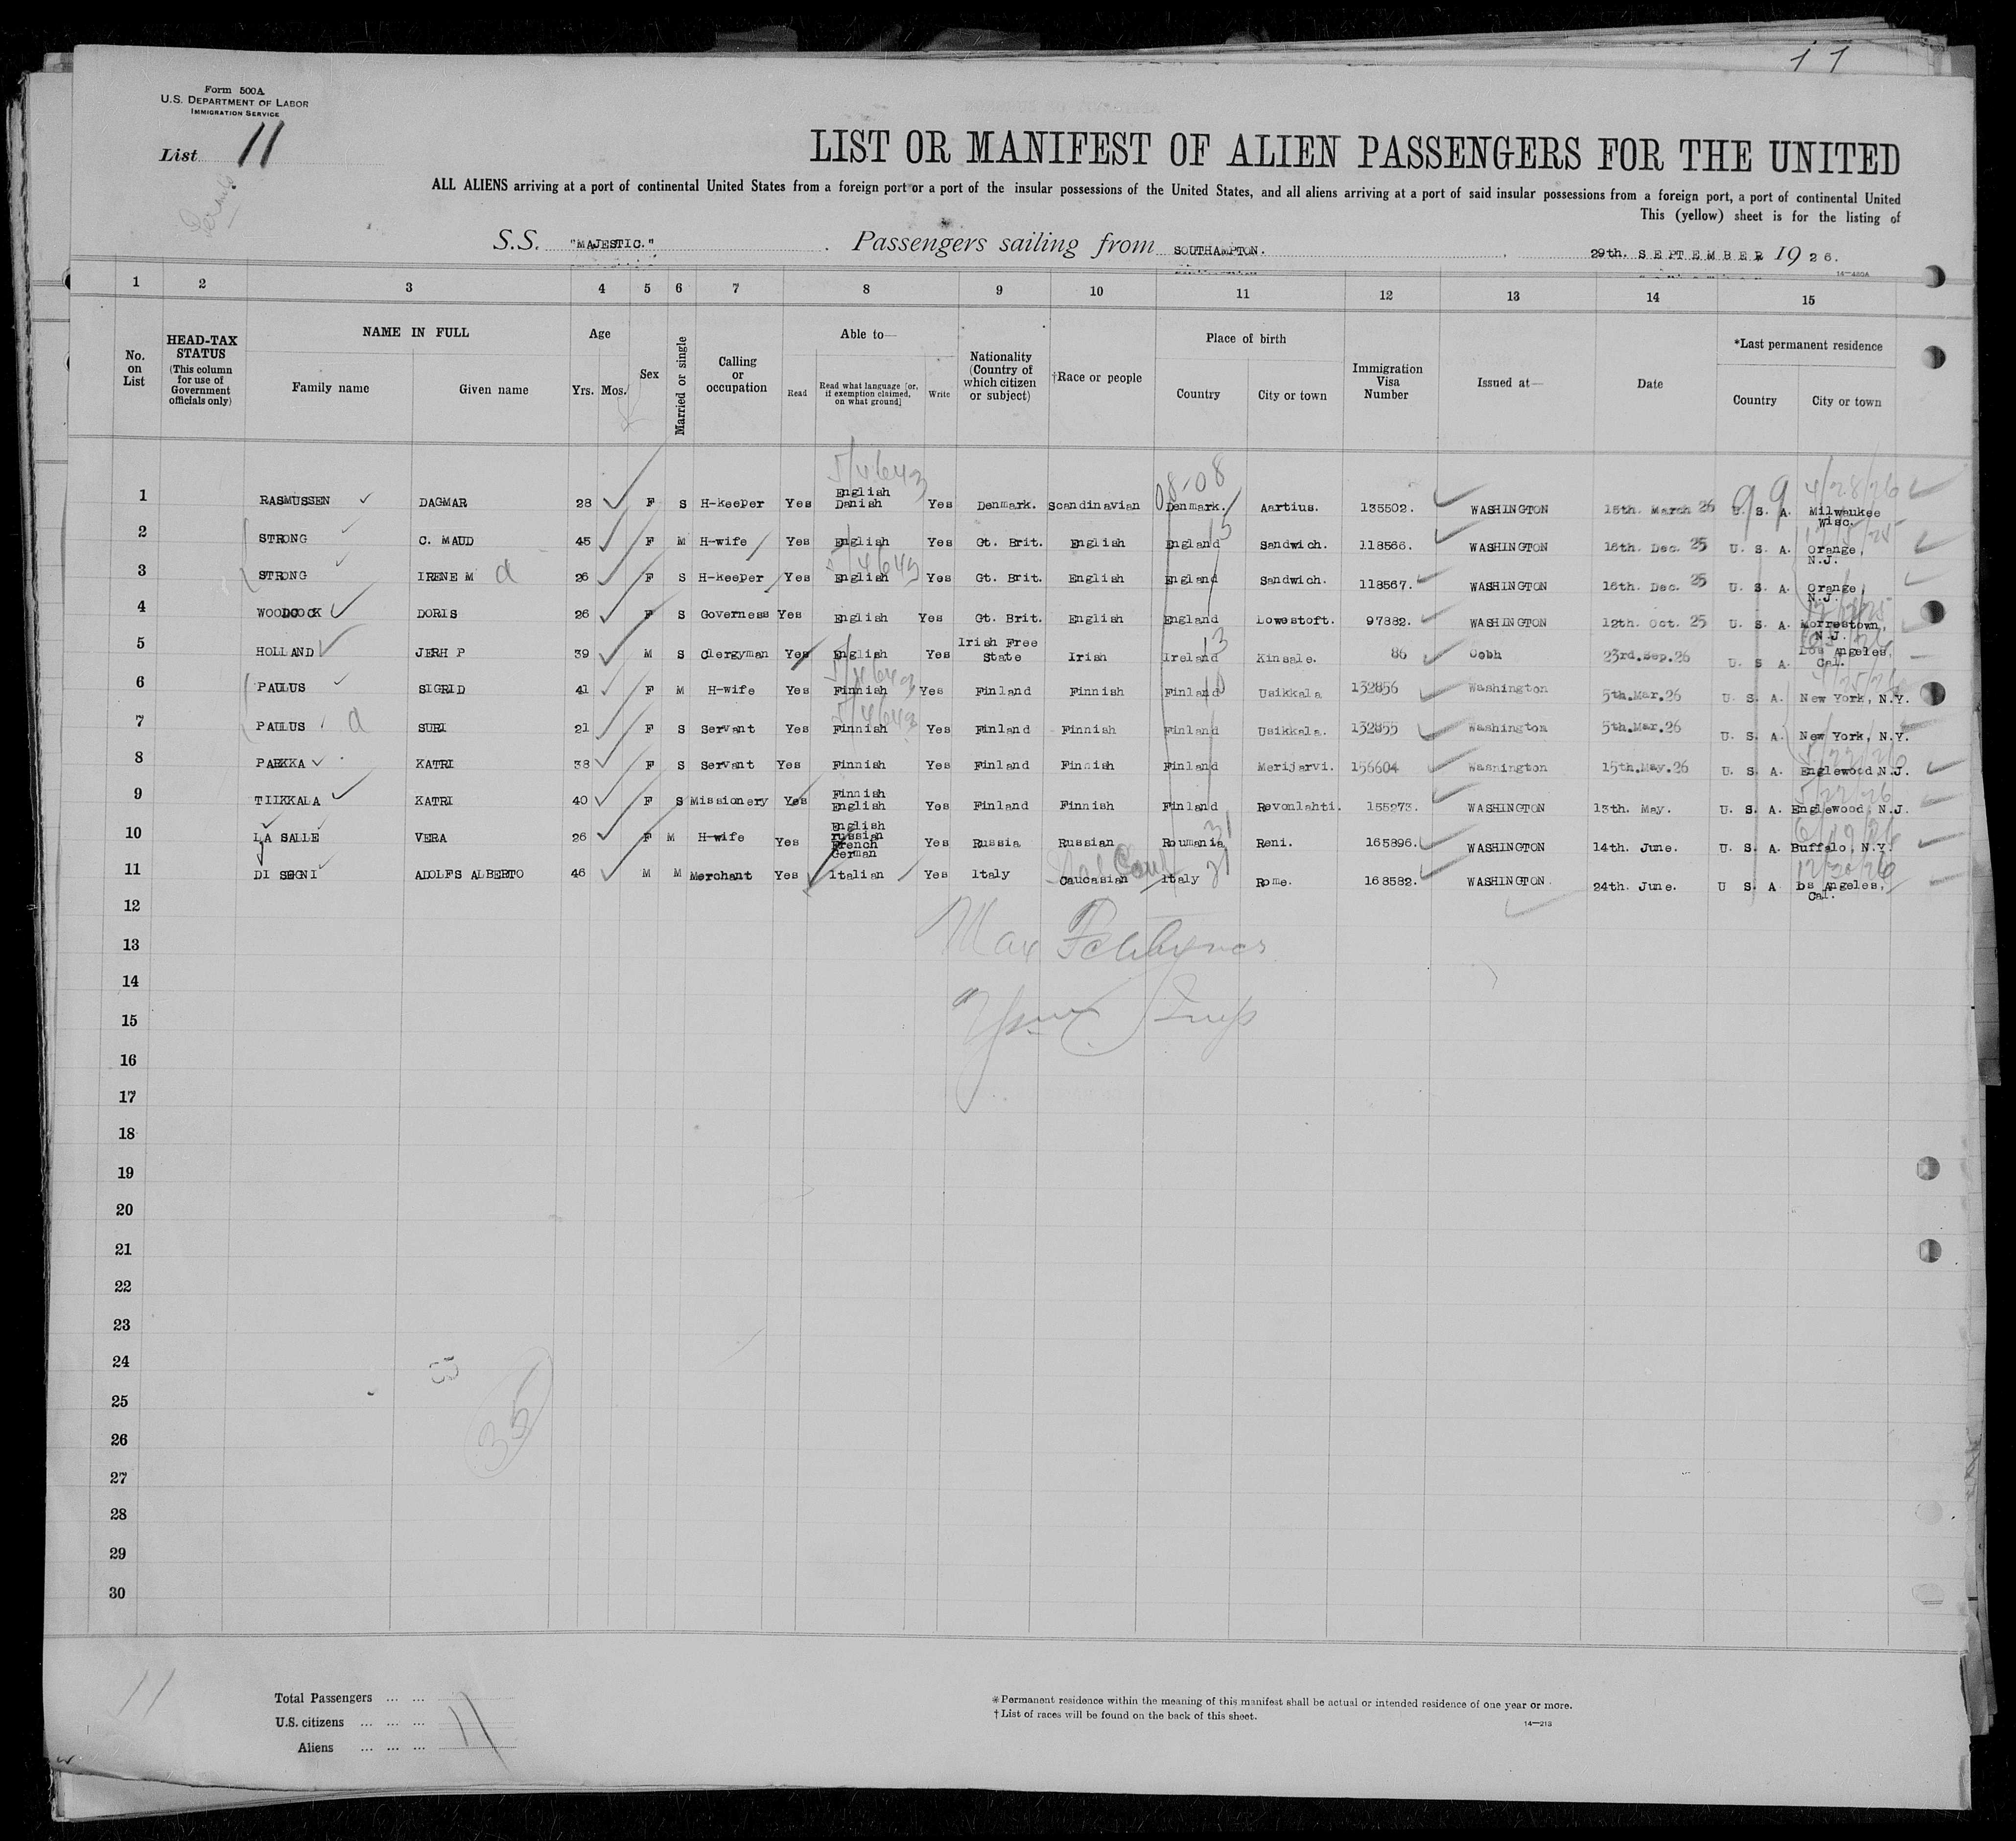 11
Form 500A
U.S. DEPARTMENT OF LABOR
IMMIGRATION SERVICE
List 11
LIST OR MANIFEST OF ALIEN PASSENGERS FOR THE UNITED
ALL ALIENS arriving at a port of continental United States from a foreign port or a port of the insular possessions of the United States, and all aliens arriving at a port of said insular possessions from a foreign port, a port of continental United
This (yellow) sheet is for the listing of
S.S. "MAJESTIC." Passengers sailing from SOUTHAMPTON. 29th. SEPTEMBER 1926.
14—480A
1 2 3 4 5 6 7 8 9 10 11 12 13 14 15
No. on List
HEAD-TAX STATUS (This column for use of Government officials only)
NAME IN FULL
Family name Given name
Age
Yrs. Mos.
Sex
Married or single
Calling or occupation
Able to—
Read Read what language [or, if exemption claimed, on what ground] Write
Nationality (Country of which citizen or subject)
†Race or people
Place of birth
Country City or town
Immigration Visa Number
Issued at—
Date
*Last permanent residence
Country City or town
1 RASMUSSEN DAGMAR 28 F S H-keeper Yes English Danish Yes Denmark. Scandinavian Denmark. Aartius. 135502. WASHINGTON 15th. March 26 U. S. A. Milwaukee Wisc. 4/28/26
2 STRONG C. MAUD 45 F M H-wife Yes English Yes Gt. Brit. English England Sandwich. 118566. WASHINGTON 16th. Dec. 25 U. S. A. Orange, N.J.
3 STRONG IRENE M 26 F S H-keeper Yes English Yes Gt. Brit. English England Sandwich. 118567. WASHINGTON 16th. Dec. 25 U. S. A. Orange N.J.
4 WOODCOCK DORIS 26 F S Governess Yes English Yes Gt. Brit. English England Lowestoft. 97882. WASHINGTON 12th. Oct. 25 U. S. A. Morrestown, N.J.
5 HOLLAND JERH P 39 M S Clergyman Yes English Yes Irish Free State Irish Ireland Kinsale. 86 Cobh 23rd.Sep.26 U. S A. Los Angeles, Cal.
6 PAULUS SIGRID 41 F M H-wife Yes Finnish Yes Finland Finnish Finland Usikkala 132856 Washington 5th.Mar.26 U. S. A. New York, N.Y.
7 PAULUS SURI 21 F S Servant Yes Finnish Yes Finland Finnish Finland Usikkala. 132855 Washington 5th.Mar.26 U. S. A. New York, N.Y.
8 PARKKA KATRI 38 F S Servant Yes Finnish Yes Finland Finnish Finland Merijarvi. 156604 Washington 15th.May.26 U. S. A. Englewood N.J.
9 TIIKKALA KATRI 40 F S Missionery Yes Finnish English Yes Finland Finnish Finland Revonlahti. 155273. WASHINGTON 13th. May. U. S. A. Englewood, N.J.
10 LA SALLE VERA 26 F M H-wife Yes English russian French German Yes Russia Russian Roumania Reni. 165896. WASHINGTON 14th. June. U. S. A. Buffalo, N.Y.
11 DI SEGNI ADOLFS ALBERTO 46 M M Merchant Yes Italian Yes Italy Caucasian Italy Rome. 168582. WASHINGTON 24th. June. U S. A Los Angeles, Cal.
12
13
14
15
16
17
18
19
20
21
22
23
24
25
26
27
28
29
30
11
Total Passengers ... ...
U.S. citizens ... ... ... 11
Aliens ... ... ...
*Permanent residence within the meaning of this manifest shall be actual or intended residence of one year or more.
†List of races will be found on the back of this sheet.
14—213